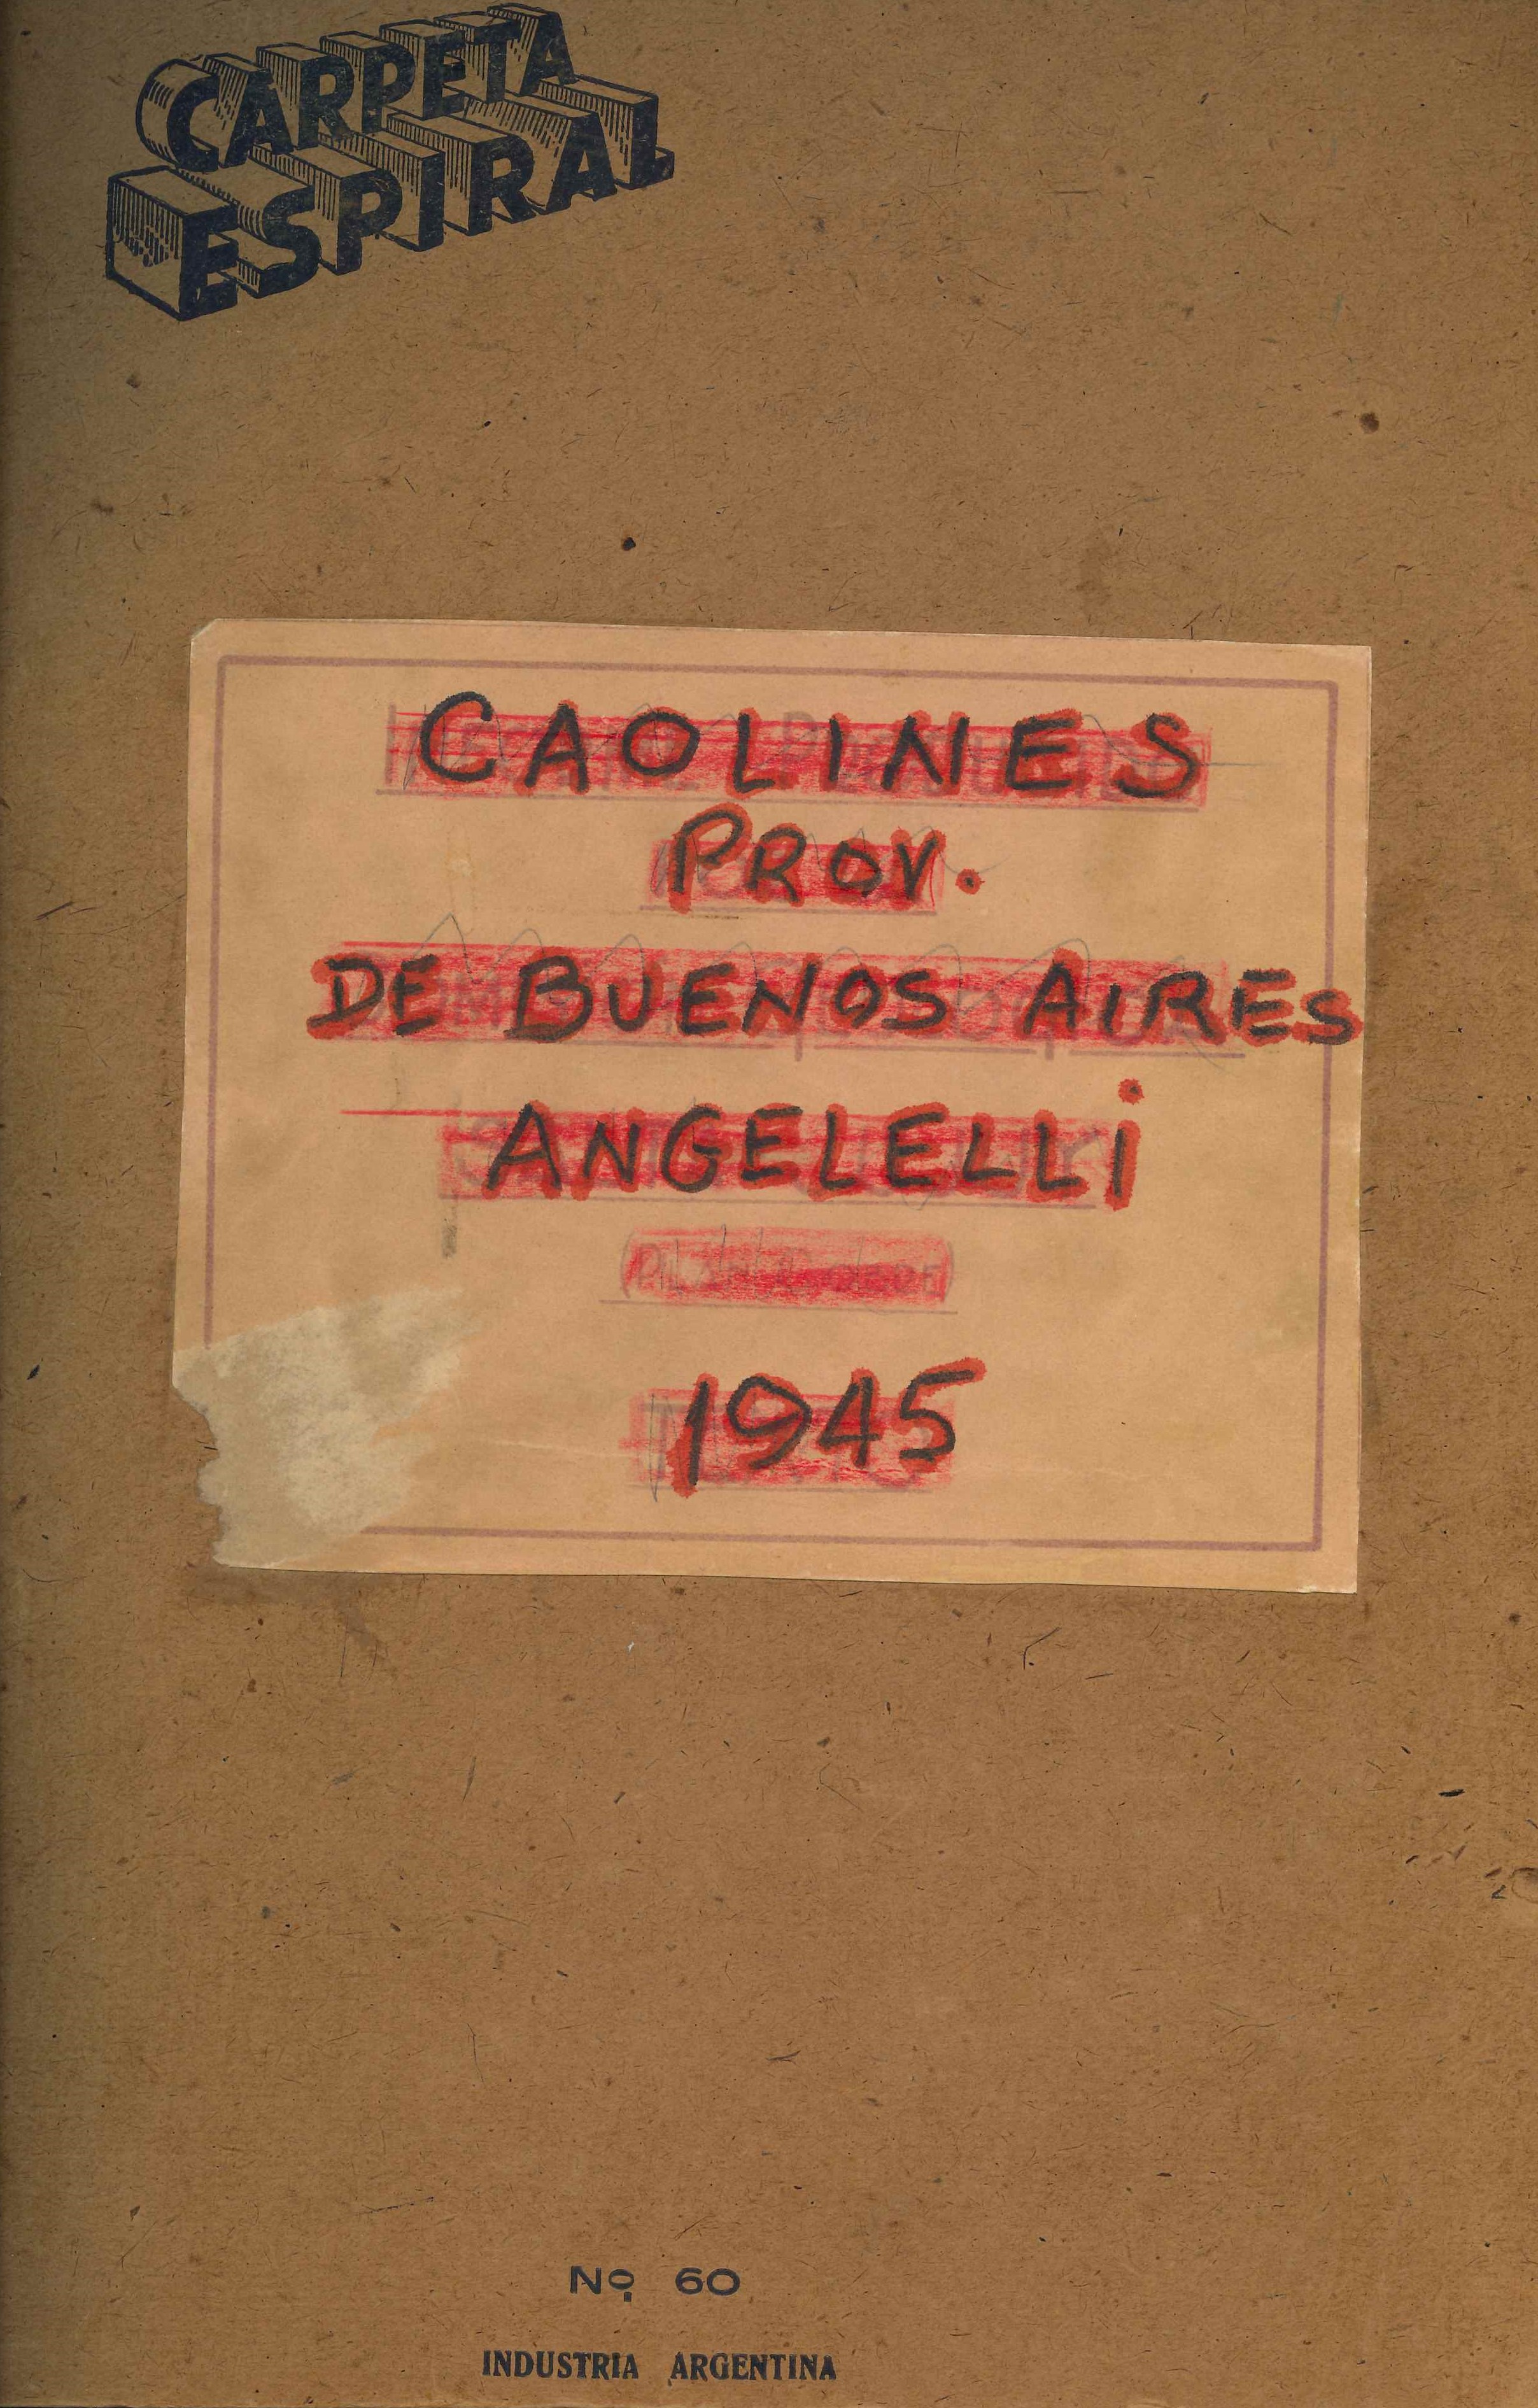 CARPETA
ESPIRAL
CAOLINES
PROV.
DE BUENOS AIRES
ANGELELLI
1945
Nº 60
INDUSTRIA ARGENTINA